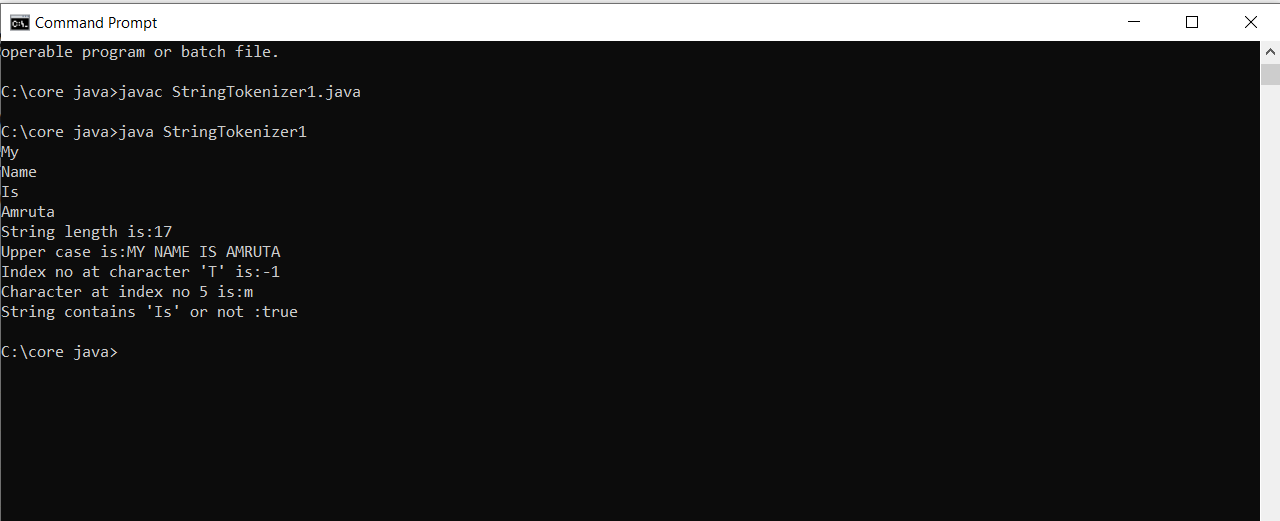 Command Prompt
operable program or batch file.
C:\core java>javac StringTokenizer1.java
C:\core java>java StringTokenizer1
My
Name
Is
Amruta
String length is:17
Upper case is:MY NAME IS AMRUTA
Index no at character 'T' is:-1
Character at index no 5 is:m
String contains 'Is' or not :true
C:\core java>